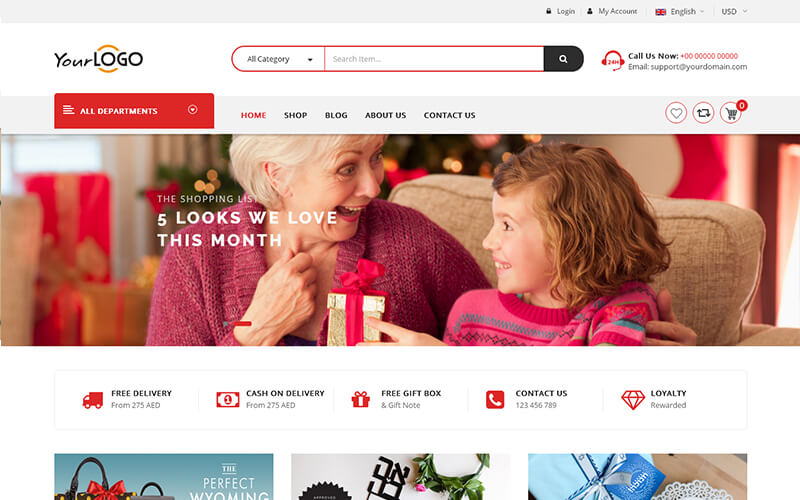 Login
My Account
English
USD
YourLOGO
All Category
Search Item...
24H
Call Us Now: +00 00000 00000
Email: support@yourdomain.com
ALL DEPARTMENTS
HOME
SHOP
BLOG
ABOUT US
CONTACT US
0
THE SHOPPING LIST
5 LOOKS WE LOVE
THIS MONTH
FREE DELIVERY
From 275 AED
CASH ON DELIVERY
From 275 AED
FREE GIFT BOX
& Gift Note
CONTACT US
123 456 789
LOYALTY
Rewarded
THE
PERFECT
WYOMING
APPROVED